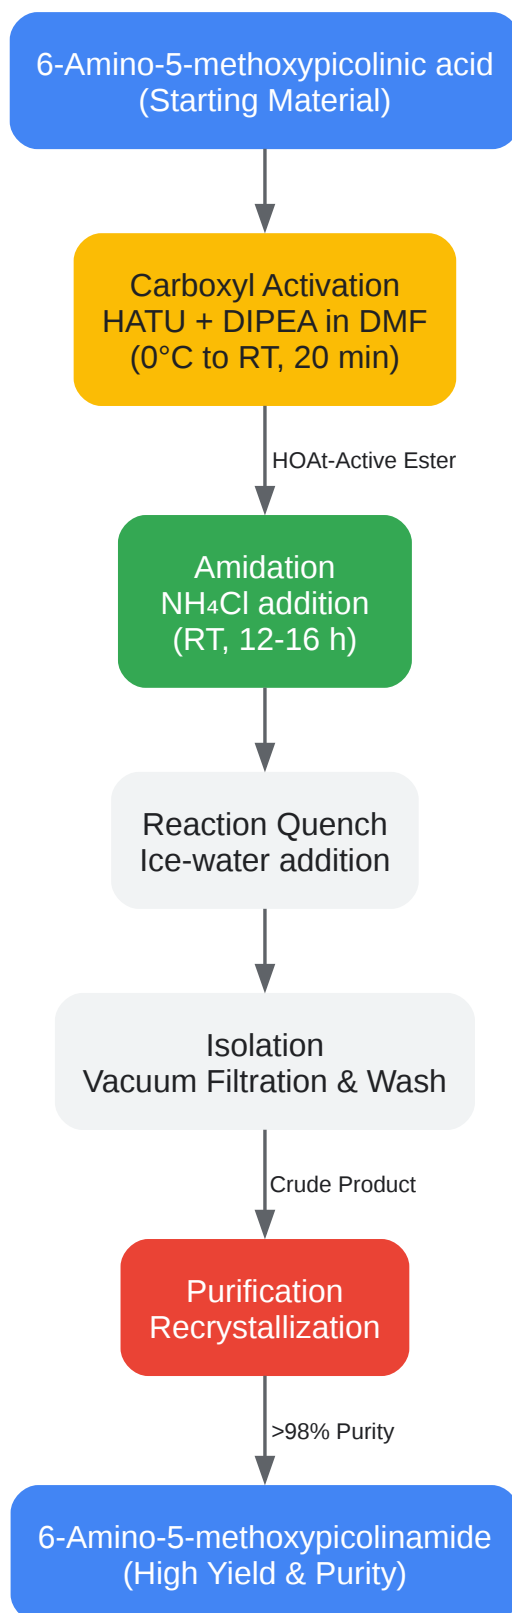 6-Amino-5-methoxypicolinic acid
(Starting Material)
Carboxyl Activation
HATU + DIPEA in DMF
(0°C to RT, 20 min)
HOAt-Active Ester
Amidation
NH₄Cl addition
(RT, 12-16 h)
Reaction Quench
Ice-water addition
Isolation
Vacuum Filtration & Wash
Crude Product
Purification
Recrystallization
>98% Purity
6-Amino-5-methoxypicolinamide
(High Yield & Purity)